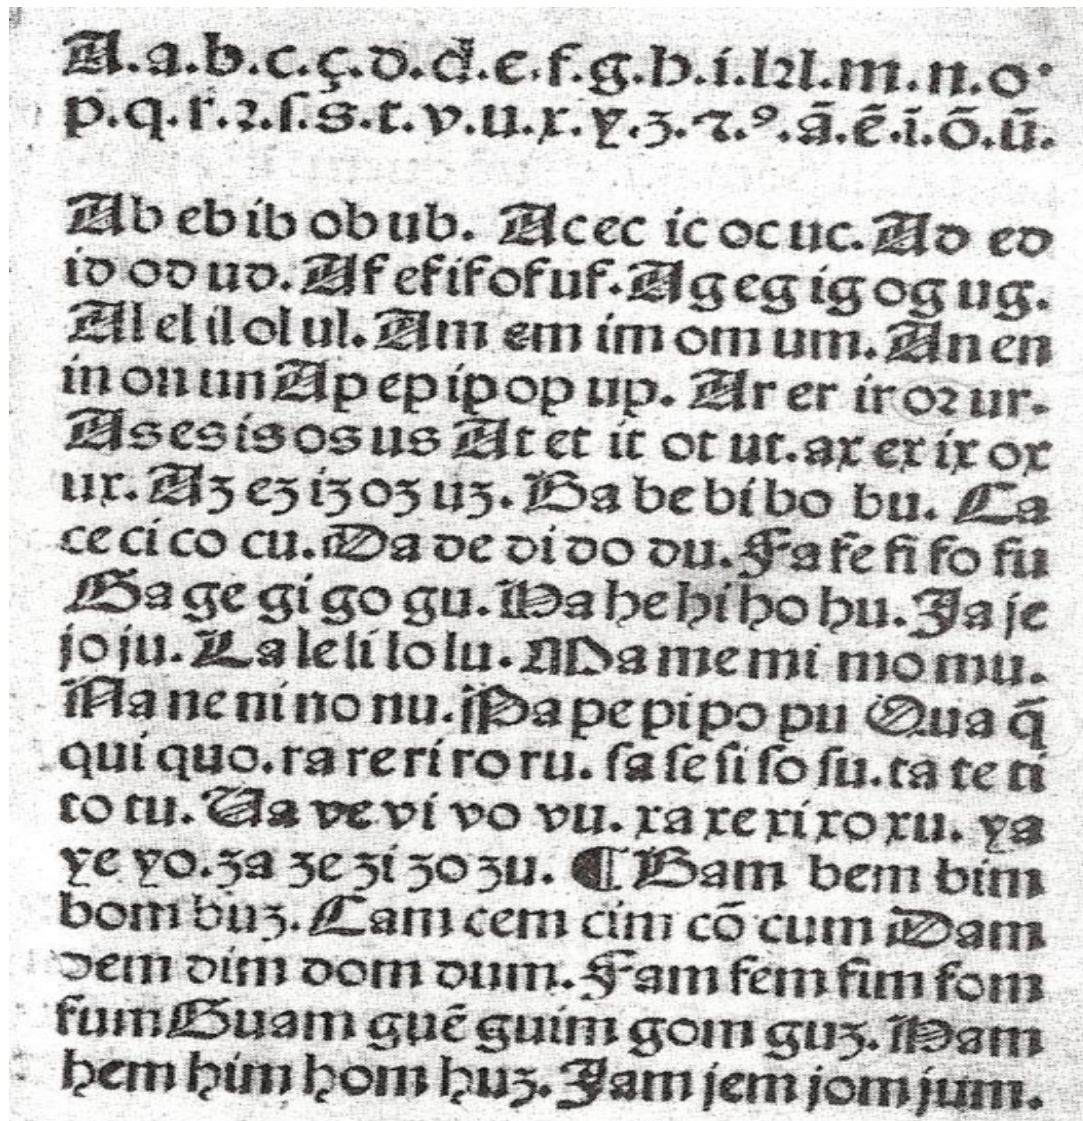 A.a.b.c.ç.d.đ.e.f.g.h.i.kl.m.n.o.
p.q.r.ꝛ.ſ.s.t.v.u.x.y.z.⁊.ꝯ.ã.ẽ.ĩ.õ.ũ.
Ab eb ib ob ub. Ac ec ic oc uc. Ad ed
id od ud. Af ef if of uf. Ag eg ig og ug.
Al el il ol ul. Am em im om um. An en
in on un Ap ep ip op up. Ar er ir oꝛ ur.
As es is os us At et it ot ut. ax ex ix ox
ux. Az ez iz oz uz. Ba be bi bo bu. Ca
ce ci co cu. Da de di do du. Fa fe fi fo fu
Ga ge gi go gu. Ha he hi ho hu. Ja je
jo ju. La le li lo lu. Ma me mi mo mu.
Na ne ni no nu. Pa pe pi po pu Qua q̃
qui quo. ra re ri ro ru. ſa ſe ſi ſo ſu. ta te ti
to tu. Ua ve vi vo vu. xa xe xi xo xu. ya
ye yo. za ze zi zo zu. ¶ Bam bem bim
bom buz. Cam cem cim cõ cum Dam
dem dim dom dum. Fam fem fim fom
fum Guam guẽ guim gom guz. Ham
hem him hom huz. Jam jem jom jum.